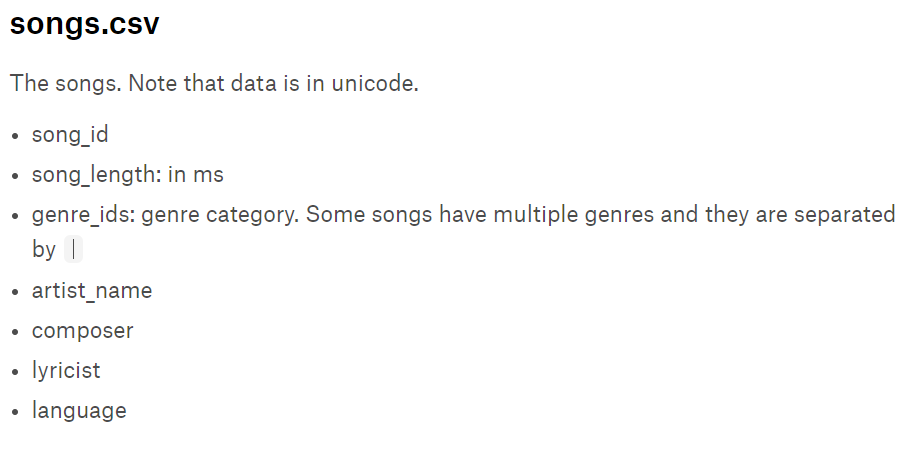 songs.csv
The songs. Note that data is in unicode.
• song_id
• song_length: in ms
• genre_ids: genre category. Some songs have multiple genres and they are separated
by |
• artist_name
• composer
• lyricist
• language